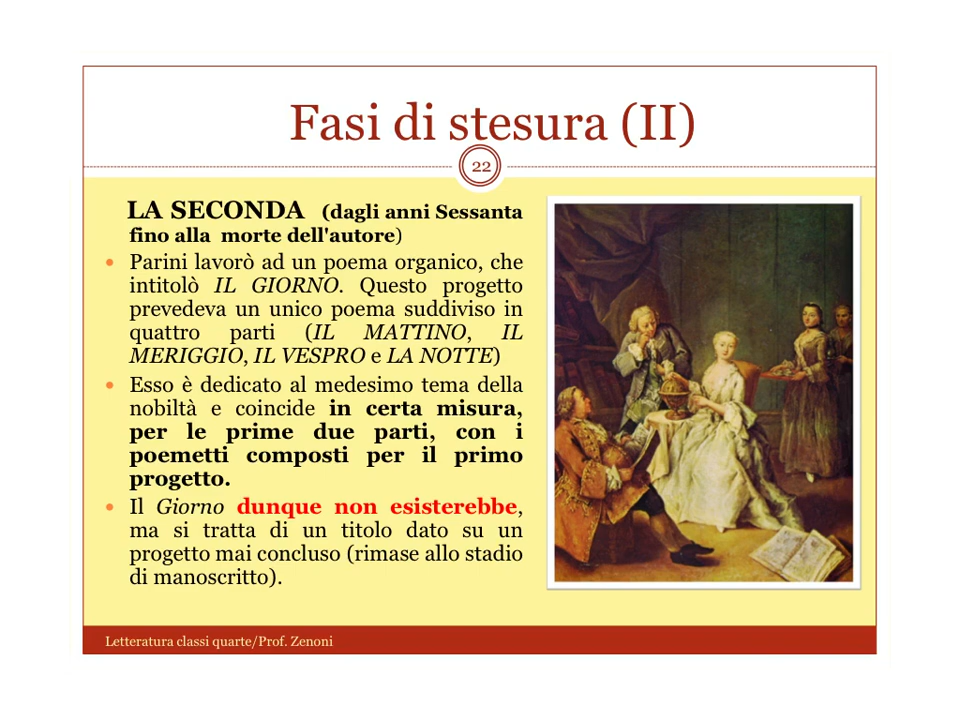 Fasi di stesura (II)
22
LA SECONDA (dagli anni Sessanta
fino alla morte dell'autore)
• Parini lavorò ad un poema organico, che
intitolò IL GIORNO. Questo progetto
prevedeva un unico poema suddiviso in
quattro parti (IL MATTINO, IL
MERIGGIO, IL VESPRO e LA NOTTE)
• Esso è dedicato al medesimo tema della
nobiltà e coincide in certa misura,
per le prime due parti, con i
poemetti composti per il primo
progetto.
• Il Giorno dunque non esisterebbe,
ma si tratta di un titolo dato su un
progetto mai concluso (rimase allo stadio
di manoscritto).
Letteratura classi quarte/Prof. Zenoni